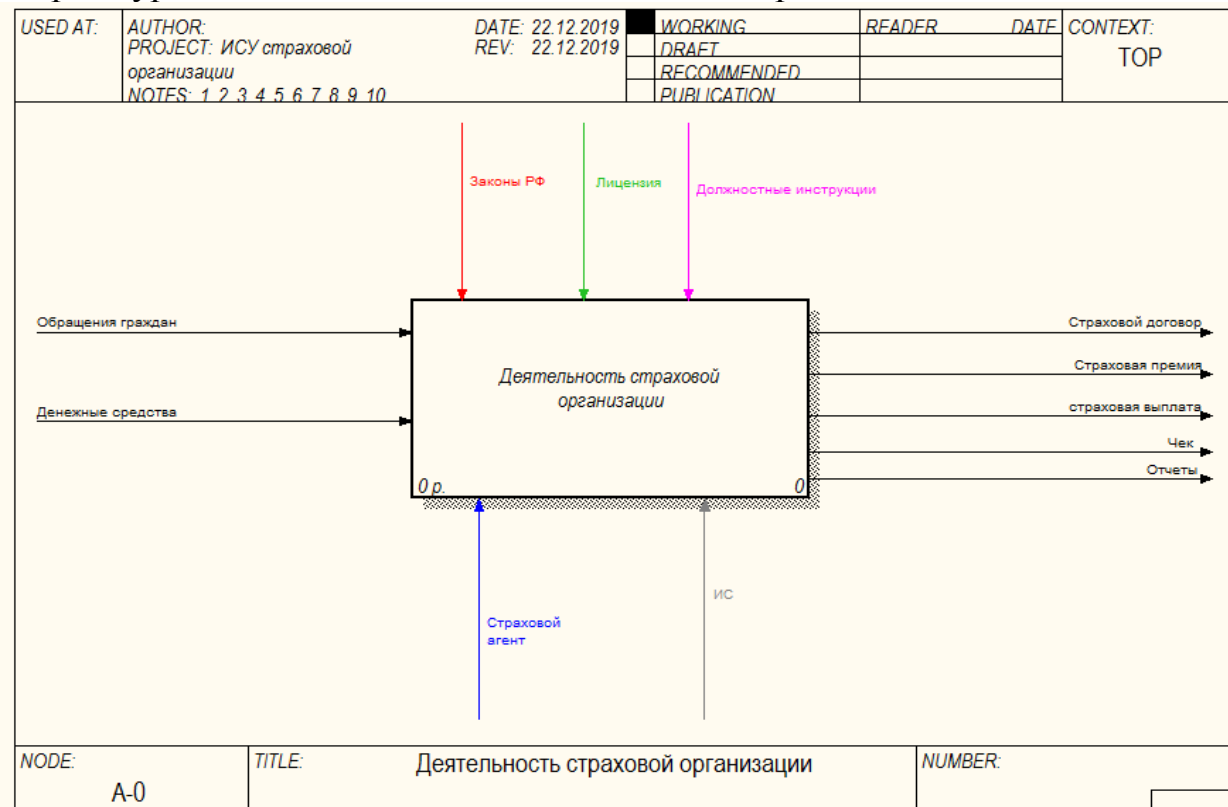 USED AT:
AUTHOR:
DATE: 22.12.2019
PROJECT: ИСУ страховой
REV: 22.12.2019
организации
NOTES: 1 2 3 4 5 6 7 8 9 10
WORKING
DRAFT
RECOMMENDED
PUBLICATION
READER
DATE
CONTEXT:
TOP
Законы РФ
Лицензия
Должностные инструкции
Обращения граждан
Денежные средства
Деятельность страховой
организации
0 р.
0
Страховой договор
Страховая премия
страховая выплата
Чек
Отчеты
Страховой
агент
ИС
NODE:
A-0
TITLE:
Деятельность страховой организации
NUMBER: